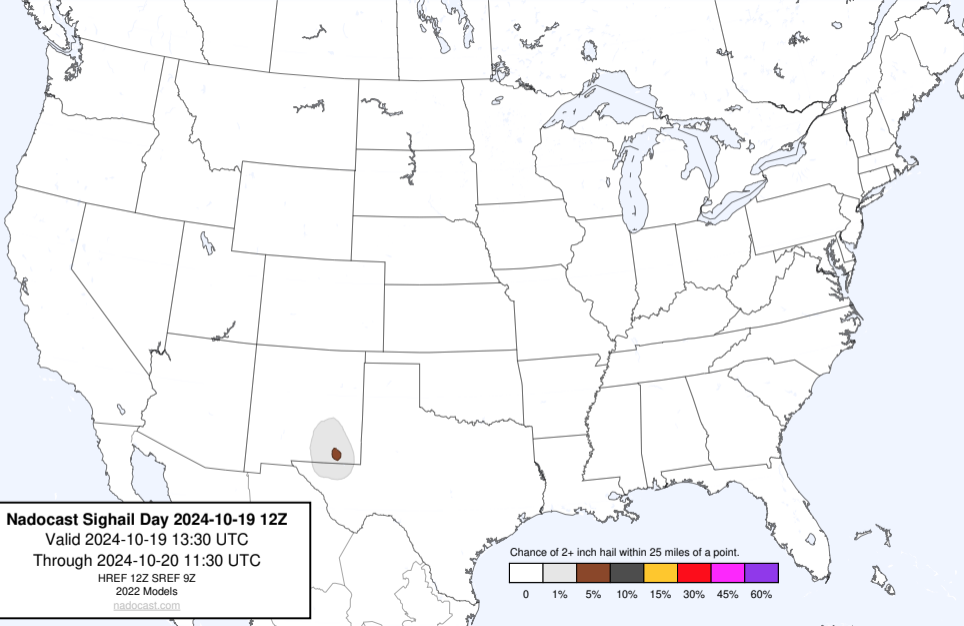 Nadocast Sighail Day 2024-10-19 12Z
Valid 2024-10-19 13:30 UTC
Through 2024-10-20 11:30 UTC
HREF 12Z SREF 9Z
2022 Models
nadocast.com
Chance of 2+ inch hail within 25 miles of a point.
0 1% 5% 10% 15% 30% 45% 60%